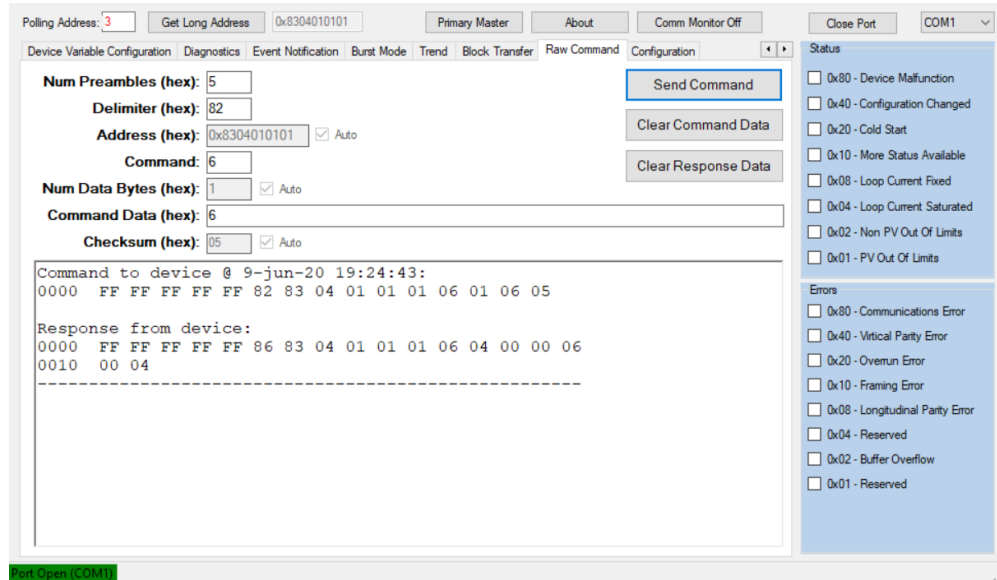 Polling Address: 3 Get Long Address 0x8304010101 Primary Master About Comm Monitor Off Close Port COM1
Device Variable Configuration Diagnostics Event Notification Burst Mode Trend Block Transfer Raw Command Configuration
Num Preambles (hex): 5 Send Command
Delimiter (hex): 82
Address (hex): 0x8304010101 Auto Clear Command Data
Command: 6 Clear Response Data
Num Data Bytes (hex): 1 Auto
Command Data (hex): 6
Checksum (hex): 05 Auto
Command to device @ 9-jun-20 19:24:43:
0000 FF FF FF FF FF 82 83 04 01 01 01 06 01 06 05
Response from device:
0000 FF FF FF FF FF 86 83 04 01 01 01 06 04 00 00 06
0010 00 04
-----------------------------------------------------
Status
0x80 - Device Malfunction
0x40 - Configuration Changed
0x20 - Cold Start
0x10 - More Status Available
0x08 - Loop Current Fixed
0x04 - Loop Current Saturated
0x02 - Non PV Out Of Limits
0x01 - PV Out Of Limits
Errors
0x80 - Communications Error
0x40 - Virtical Parity Error
0x20 - Overrun Error
0x10 - Framing Error
0x08 - Longitudinal Parity Error
0x04 - Reserved
0x02 - Buffer Overflow
0x01 - Reserved
Port Open (COM1)